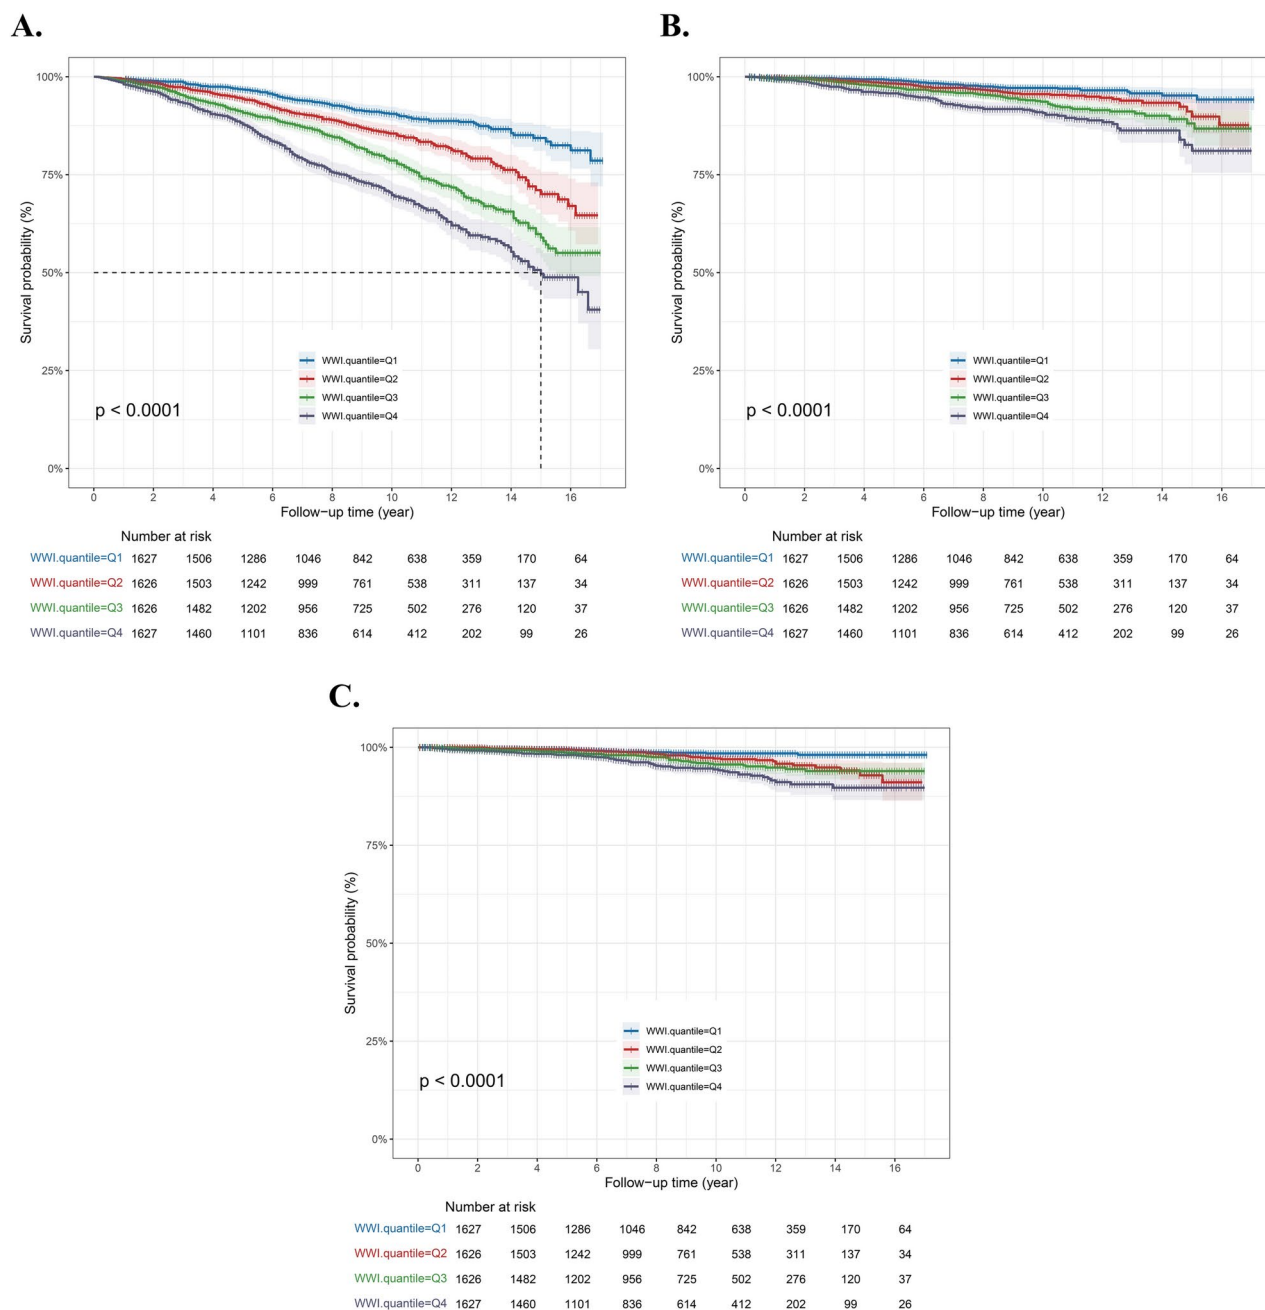 A.
Survival probability (%)
100%
75%
50%
25%
0%
WWI.quantile=Q1
WWI.quantile=Q2
WWI.quantile=Q3
WWI.quantile=Q4
p < 0.0001
0 2 4 6 8 10 12 14 16
Follow-up time (year)
Number at risk
WWI.quantile=Q1 1627 1506 1286 1046 842 638 359 170 64
WWI.quantile=Q2 1626 1503 1242 999 761 538 311 137 34
WWI.quantile=Q3 1626 1482 1202 956 725 502 276 120 37
WWI.quantile=Q4 1627 1460 1101 836 614 412 202 99 26
B.
Survival probability (%)
100%
75%
50%
25%
0%
WWI.quantile=Q1
WWI.quantile=Q2
WWI.quantile=Q3
WWI.quantile=Q4
p < 0.0001
0 2 4 6 8 10 12 14 16
Follow-up time (year)
Number at risk
WWI.quantile=Q1 1627 1506 1286 1046 842 638 359 170 64
WWI.quantile=Q2 1626 1503 1242 999 761 538 311 137 34
WWI.quantile=Q3 1626 1482 1202 956 725 502 276 120 37
WWI.quantile=Q4 1627 1460 1101 836 614 412 202 99 26
C.
Survival probability (%)
100%
75%
50%
25%
0%
WWI.quantile=Q1
WWI.quantile=Q2
WWI.quantile=Q3
WWI.quantile=Q4
p < 0.0001
0 2 4 6 8 10 12 14 16
Follow-up time (year)
Number at risk
WWI.quantile=Q1 1627 1506 1286 1046 842 638 359 170 64
WWI.quantile=Q2 1626 1503 1242 999 761 538 311 137 34
WWI.quantile=Q3 1626 1482 1202 956 725 502 276 120 37
WWI.quantile=Q4 1627 1460 1101 836 614 412 202 99 26